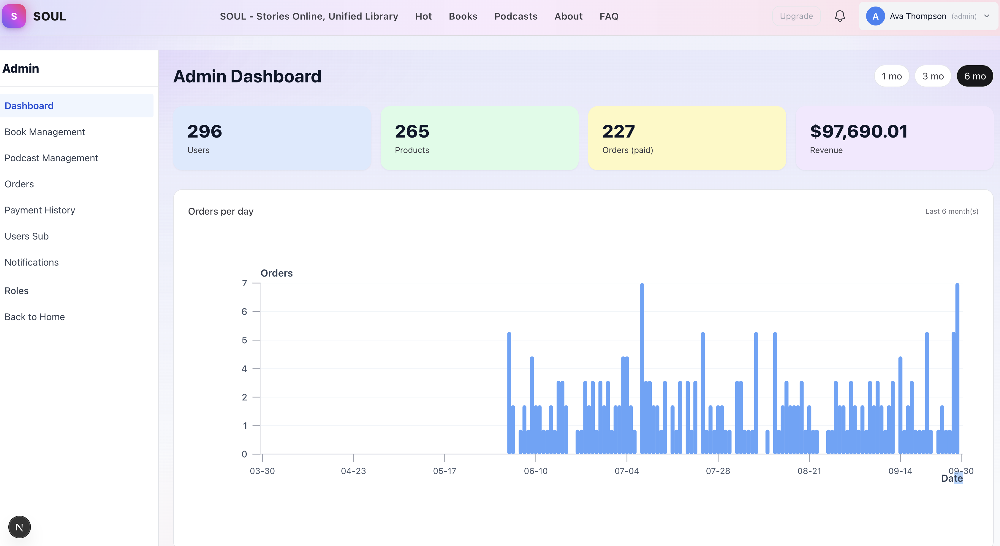 S
SOUL
SOUL - Stories Online, Unified Library
Hot
Books
Podcasts
About
FAQ
Upgrade
A
Ava Thompson (admin)
Admin
Dashboard
Book Management
Podcast Management
Orders
Payment History
Users Sub
Notifications
Roles
Back to Home
N
Admin Dashboard
1 mo
3 mo
6 mo
296
Users
265
Products
227
Orders (paid)
$97,690.01
Revenue
Orders per day
Last 6 month(s)
Orders
7
6
5
4
2
1
0
03-30
04-23
05-17
06-10
07-04
07-28
08-21
09-14
09-30
Date